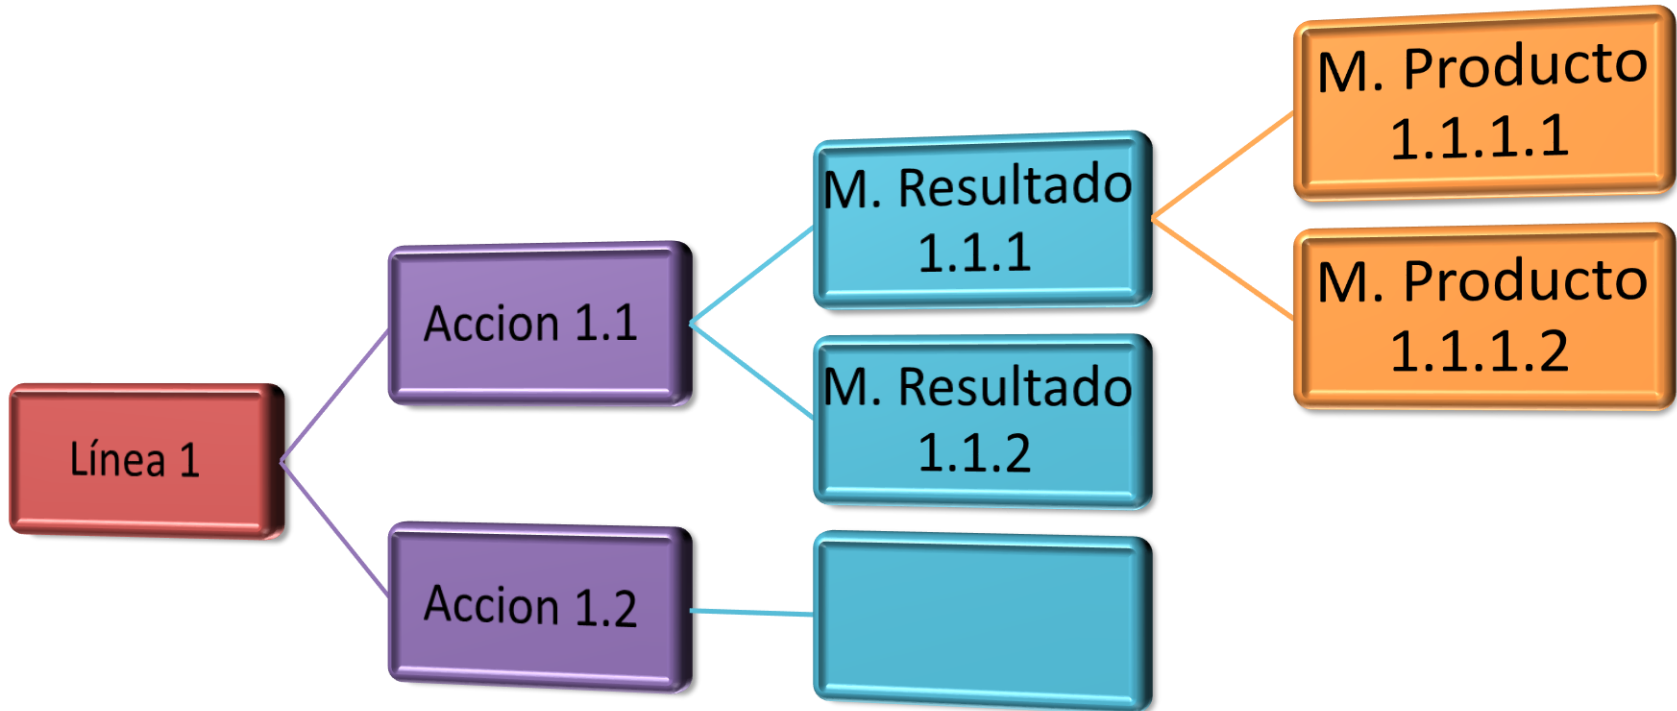 Línea 1
Accion 1.1
Accion 1.2
M. Resultado
1.1.1
M. Resultado
1.1.2
M. Producto
1.1.1.1
M. Producto
1.1.1.2